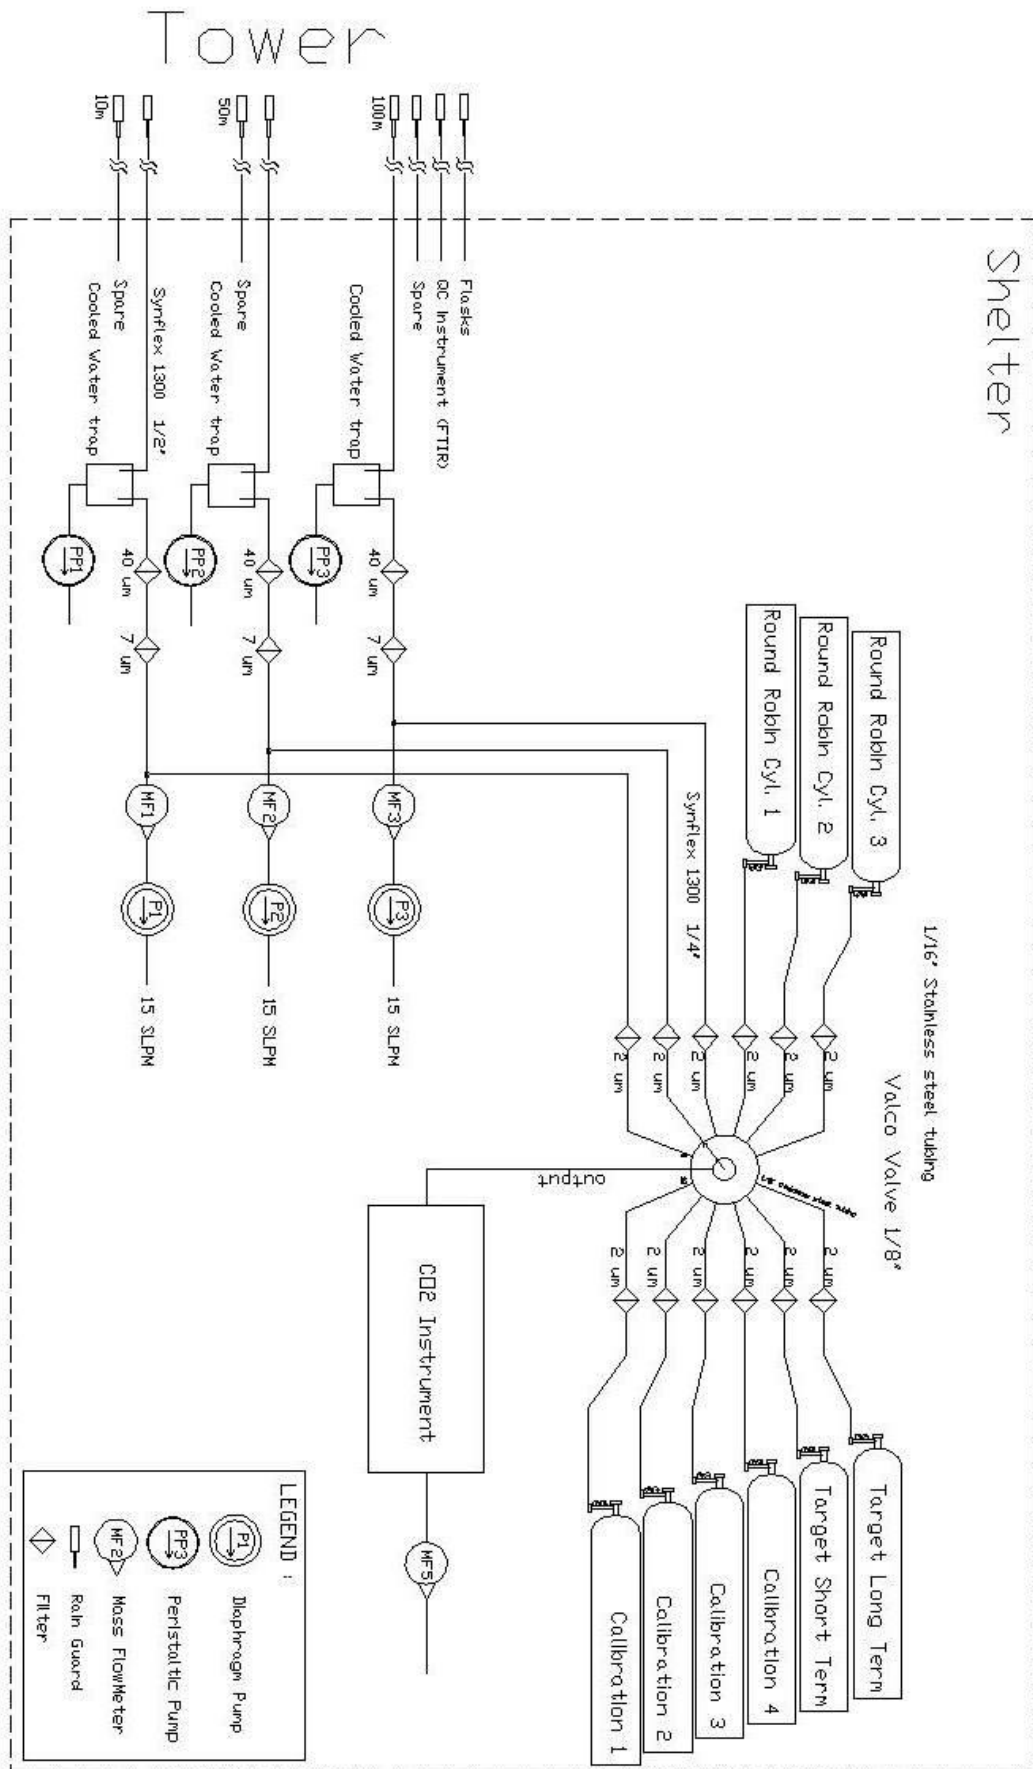 Tower
Shelter
10m
50m
100m
Spare
Synflex 1300 1/2"
Cooled Water trap
Spare
Cooled Water trap
Spare
QC Instrument (FTIR)
Flasks
Cooled Water trap
PP1
PP2
PP3
40 um
40 um
40 um
7 um
7 um
7 um
MF1
MF2
MF3
P1
P2
P3
15 SLPM
15 SLPM
15 SLPM
Synflex 1300 1/4"
Round Robin Cyl. 1
Round Robin Cyl. 2
Round Robin Cyl. 3
1/16" Stainless steel tubing
Valco Valve 1/8"
2 um
2 um
2 um
2 um
2 um
2 um
output
2 um
2 um
2 um
2 um
2 um
2 um
CO2 Instrument
MF5
Calibration 1
Calibration 2
Calibration 3
Calibration 4
Target Short Term
Target Long Term
LEGEND :
P1 Diaphragm Pump
PP3 Peristaltic Pump
MF2 Mass FlowMeter
Rain Guard
Filter